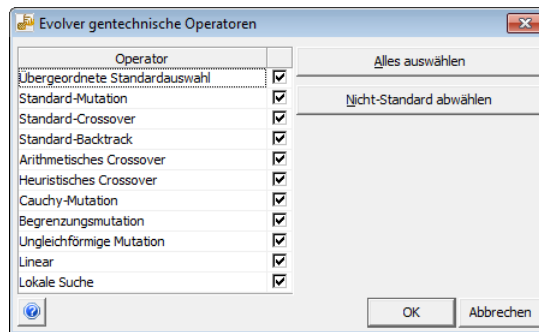 Evolver gentechnische Operatoren
Operator
Übergeordnete Standardauswahl
Standard-Mutation
Standard-Crossover
Standard-Backtrack
Arithmetisches Crossover
Heuristisches Crossover
Cauchy-Mutation
Begrenzungsmutation
Ungleichförmige Mutation
Linear
Lokale Suche
Alles auswählen
Nicht-Standard abwählen
OK
Abbrechen